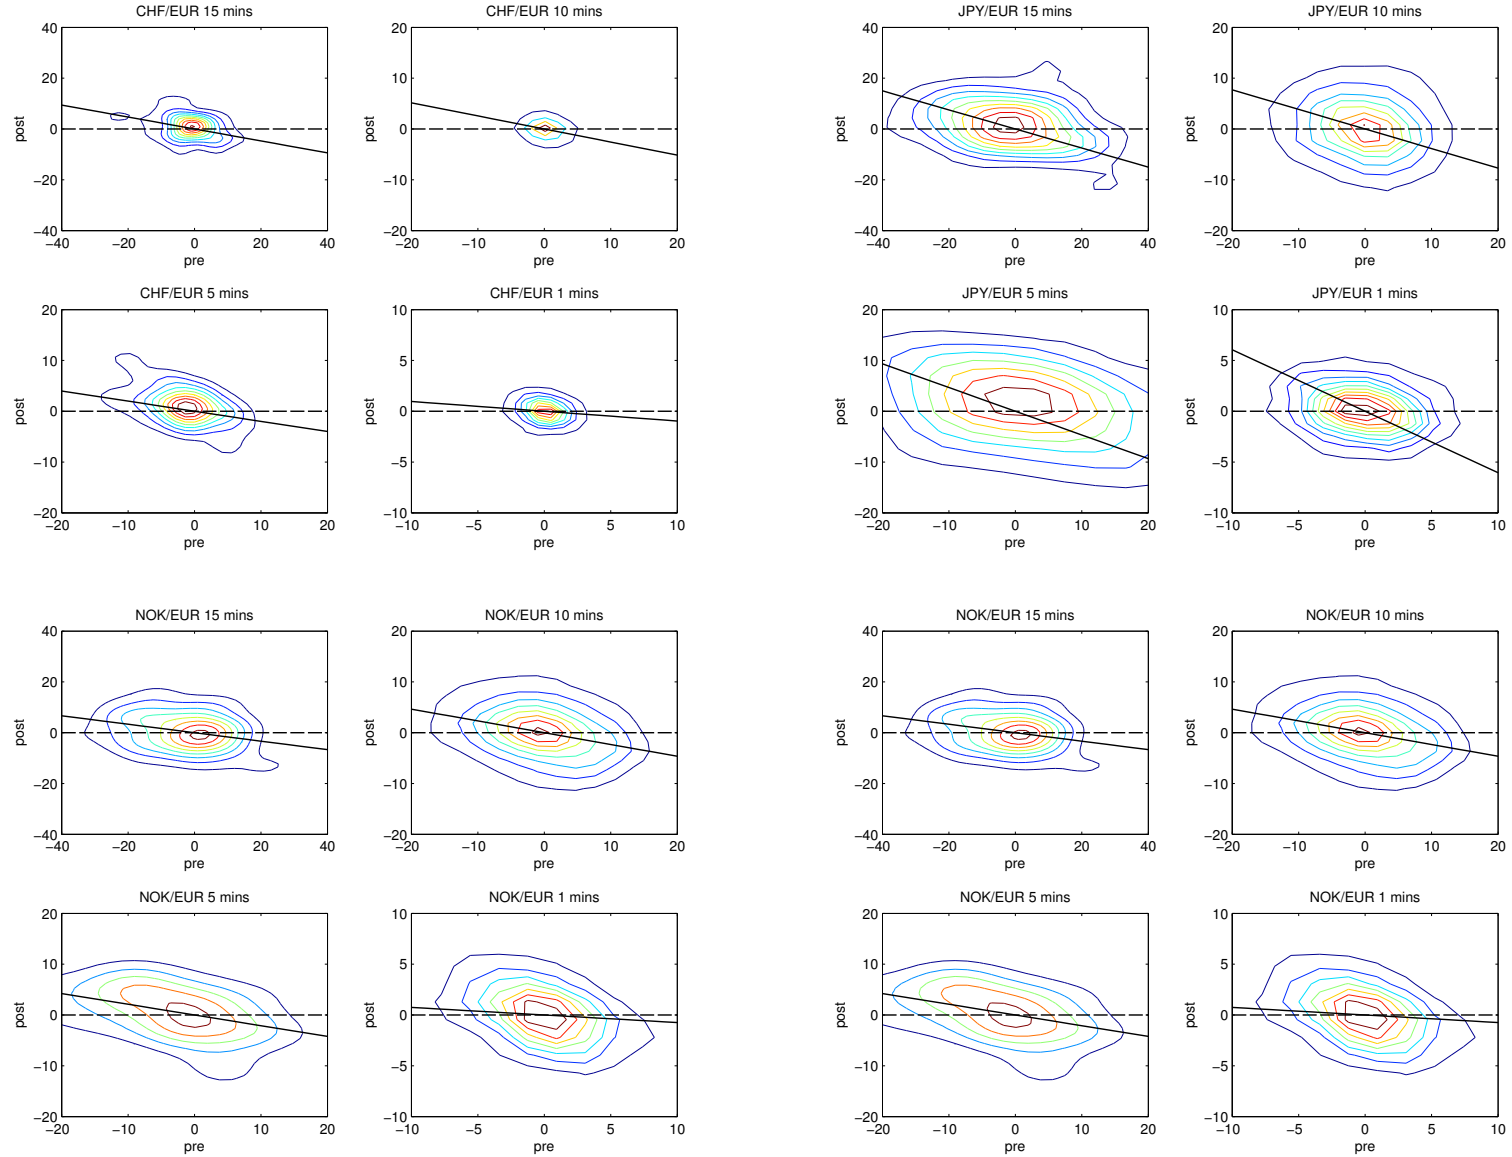 CHF/EUR 15 mins
40
20
0
−20
−40
−40 −20 0 20 40
post
pre
CHF/EUR 10 mins
20
10
0
−10
−20
−20 −10 0 10 20
post
pre
JPY/EUR 15 mins
40
20
0
−20
−40
−40 −20 0 20 40
post
pre
JPY/EUR 10 mins
20
10
0
−10
−20
−20 −10 0 10 20
post
pre
CHF/EUR 5 mins
20
10
0
−10
−20
−20 −10 0 10 20
post
pre
CHF/EUR 1 mins
10
5
0
−5
−10
−10 −5 0 5 10
post
pre
JPY/EUR 5 mins
20
10
0
−10
−20
−20 −10 0 10 20
post
pre
JPY/EUR 1 mins
10
5
0
−5
−10
−10 −5 0 5 10
post
pre
NOK/EUR 15 mins
40
20
0
−20
−40
−40 −20 0 20 40
post
pre
NOK/EUR 10 mins
20
10
0
−10
−20
−20 −10 0 10 20
post
pre
NOK/EUR 15 mins
40
20
0
−20
−40
−40 −20 0 20 40
post
pre
NOK/EUR 10 mins
20
10
0
−10
−20
−20 −10 0 10 20
post
pre
NOK/EUR 5 mins
20
10
0
−10
−20
−20 −10 0 10 20
post
pre
NOK/EUR 1 mins
10
5
0
−5
−10
−10 −5 0 5 10
post
pre
NOK/EUR 5 mins
20
10
0
−10
−20
−20 −10 0 10 20
post
pre
NOK/EUR 1 mins
10
5
0
−5
−10
−10 −5 0 5 10
post
pre